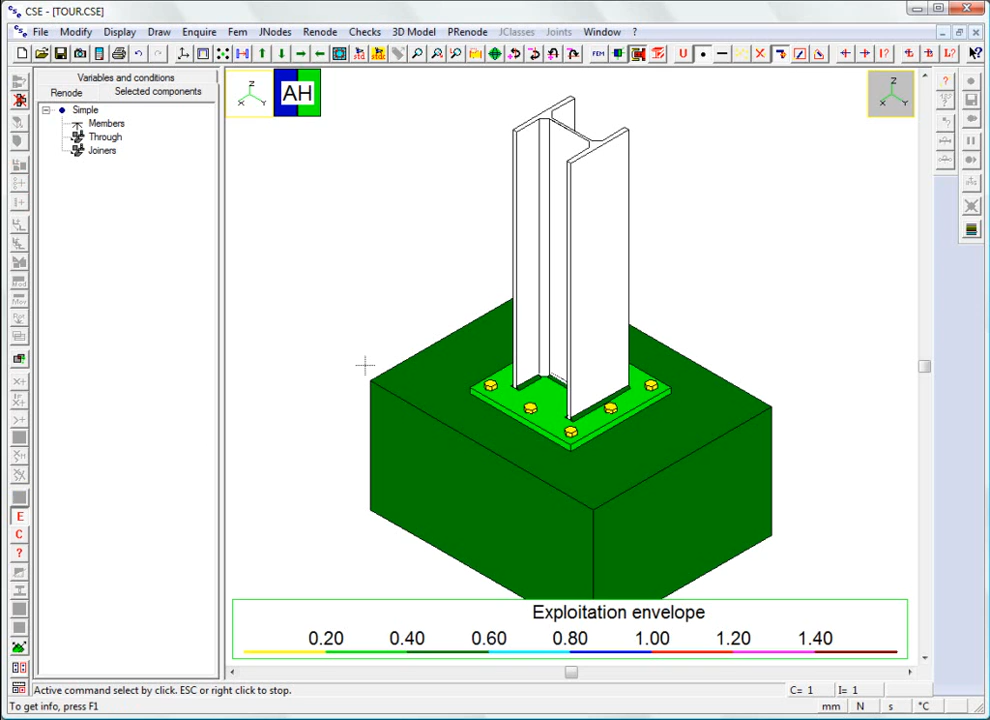 CSE - [TOUR.CSE]
File Modify Display Draw Enquire Fem JNodes Renode Checks 3D Model PRenode JClasses Joints Window ?
Variables and conditions
Renode Selected components
Simple
Members
Through
Joiners
Z
X Y
AH
Z
X Y
E
C
?
Exploitation envelope
0.20 0.40 0.60 0.80 1.00 1.20 1.40
Active command select by click. ESC or right click to stop.
C= 1 I= 1
To get info, press F1
mm N s °C